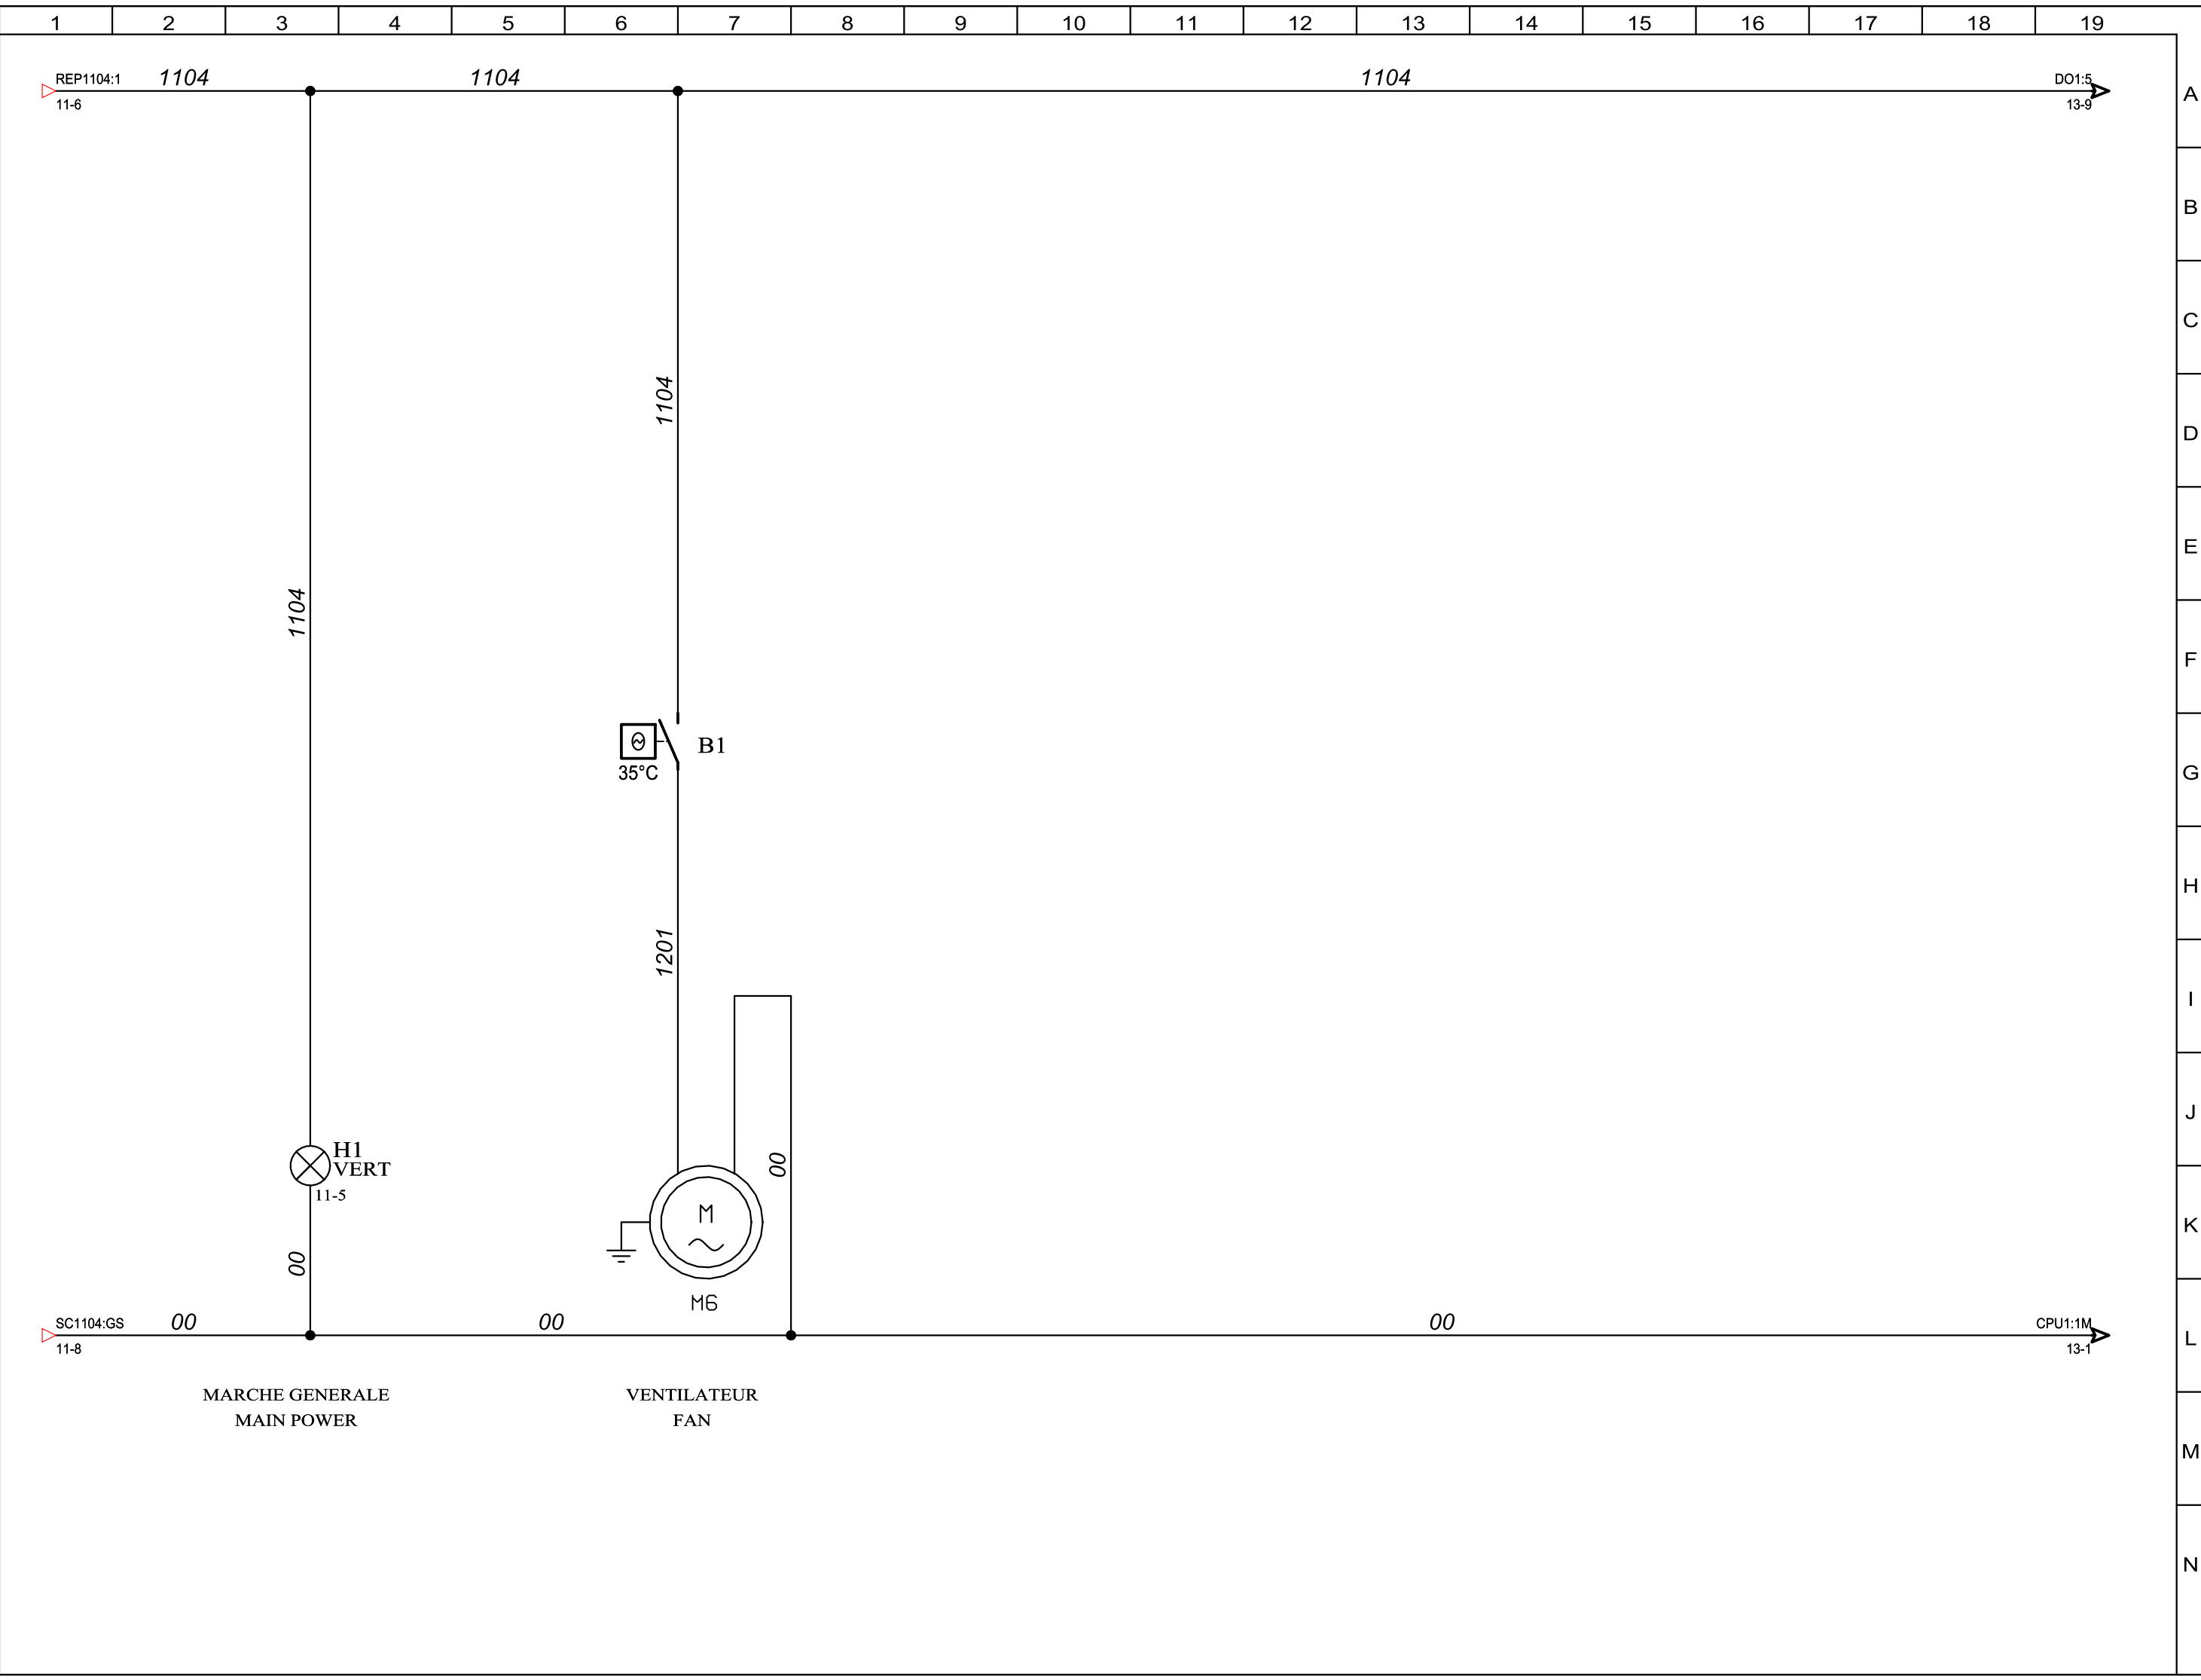 1 2 3 4 5 6 7 8 9 10 11 12 13 14 15 16 17 18 19
REP1104:1 1104 1104 1104 DO1:5
11-6 13-9
A
B
C
D
E
F
G
H
I
J
K
L
M
N
1104
1104
B1
35°C
1201
H1
VERT
11-5
00
00
M
M6
SC1104:GS 00 00 00 CPU1:1M
11-8 13-1
MARCHE GENERALE
MAIN POWER
VENTILATEUR
FAN